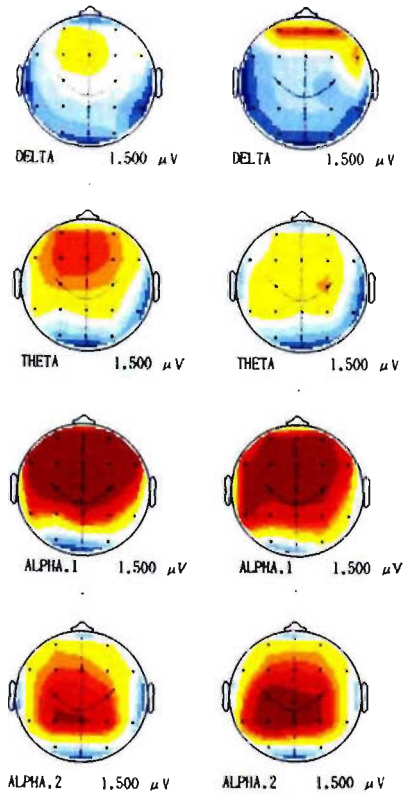 DELTA 1.500 μV DELTA 1.500 μV
THETA 1.500 μV THETA 1.500 μV
ALPHA.1 1.500 μV ALPHA.1 1.500 μV
ALPHA.2 1.500 μV ALPHA.2 1.500 μV